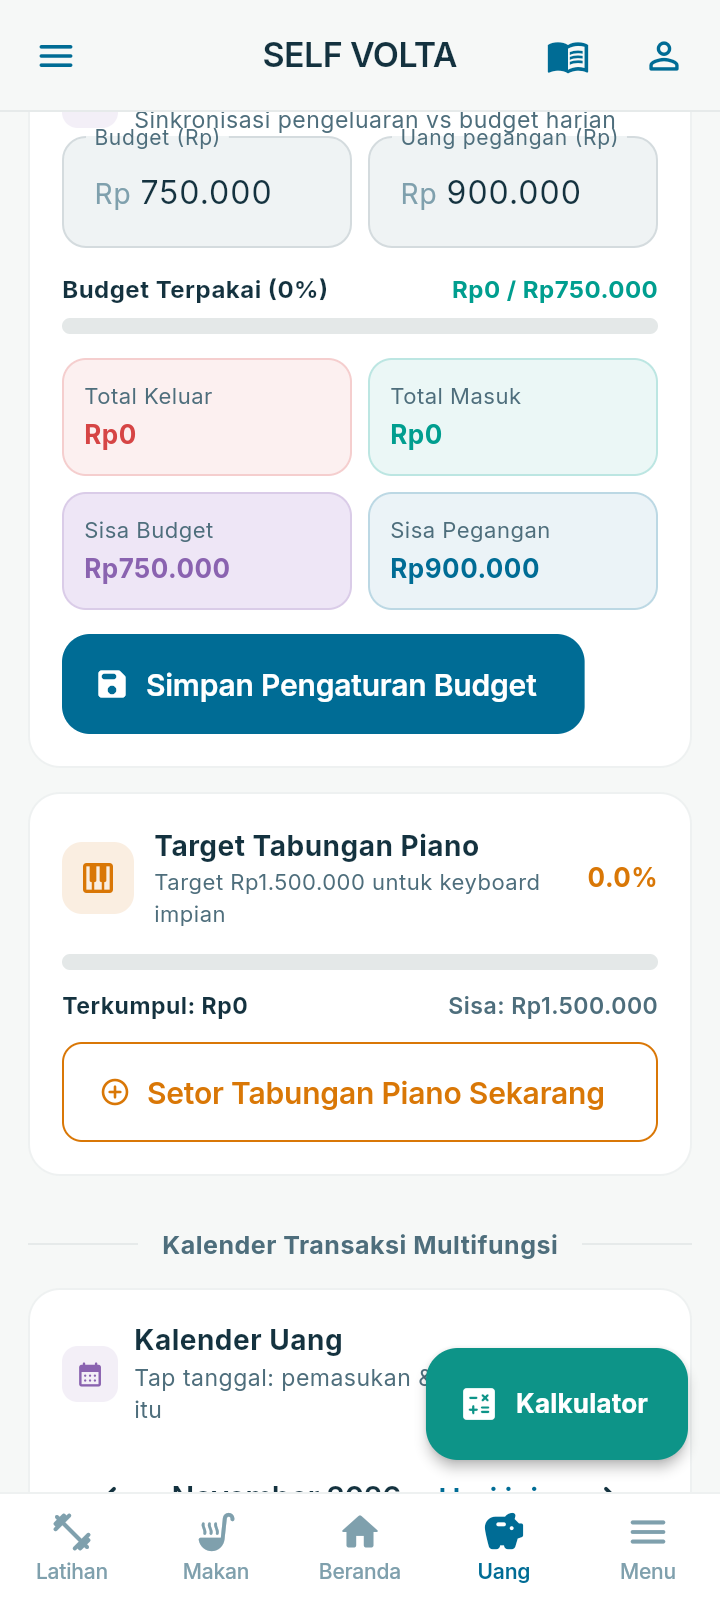 SELF VOLTA
Sinkronisasi pengeluaran vs budget harian
Budget (Rp)
Uang pegangan (Rp)
Rp 750.000
Rp 900.000
Budget Terpakai (0%)
Rp0 / Rp750.000
Total Keluar
Rp0
Total Masuk
Rp0
Sisa Budget
Rp750.000
Sisa Pegangan
Rp900.000
Simpan Pengaturan Budget
Target Tabungan Piano
Target Rp1.500.000 untuk keyboard
impian
0.0%
Terkumpul: Rp0
Sisa: Rp1.500.000
Setor Tabungan Piano Sekarang
Kalender Transaksi Multifungsi
Kalender Uang
Tap tanggal: pemasukan &
itu
Kalkulator
Latihan
Makan
Beranda
Uang
Menu